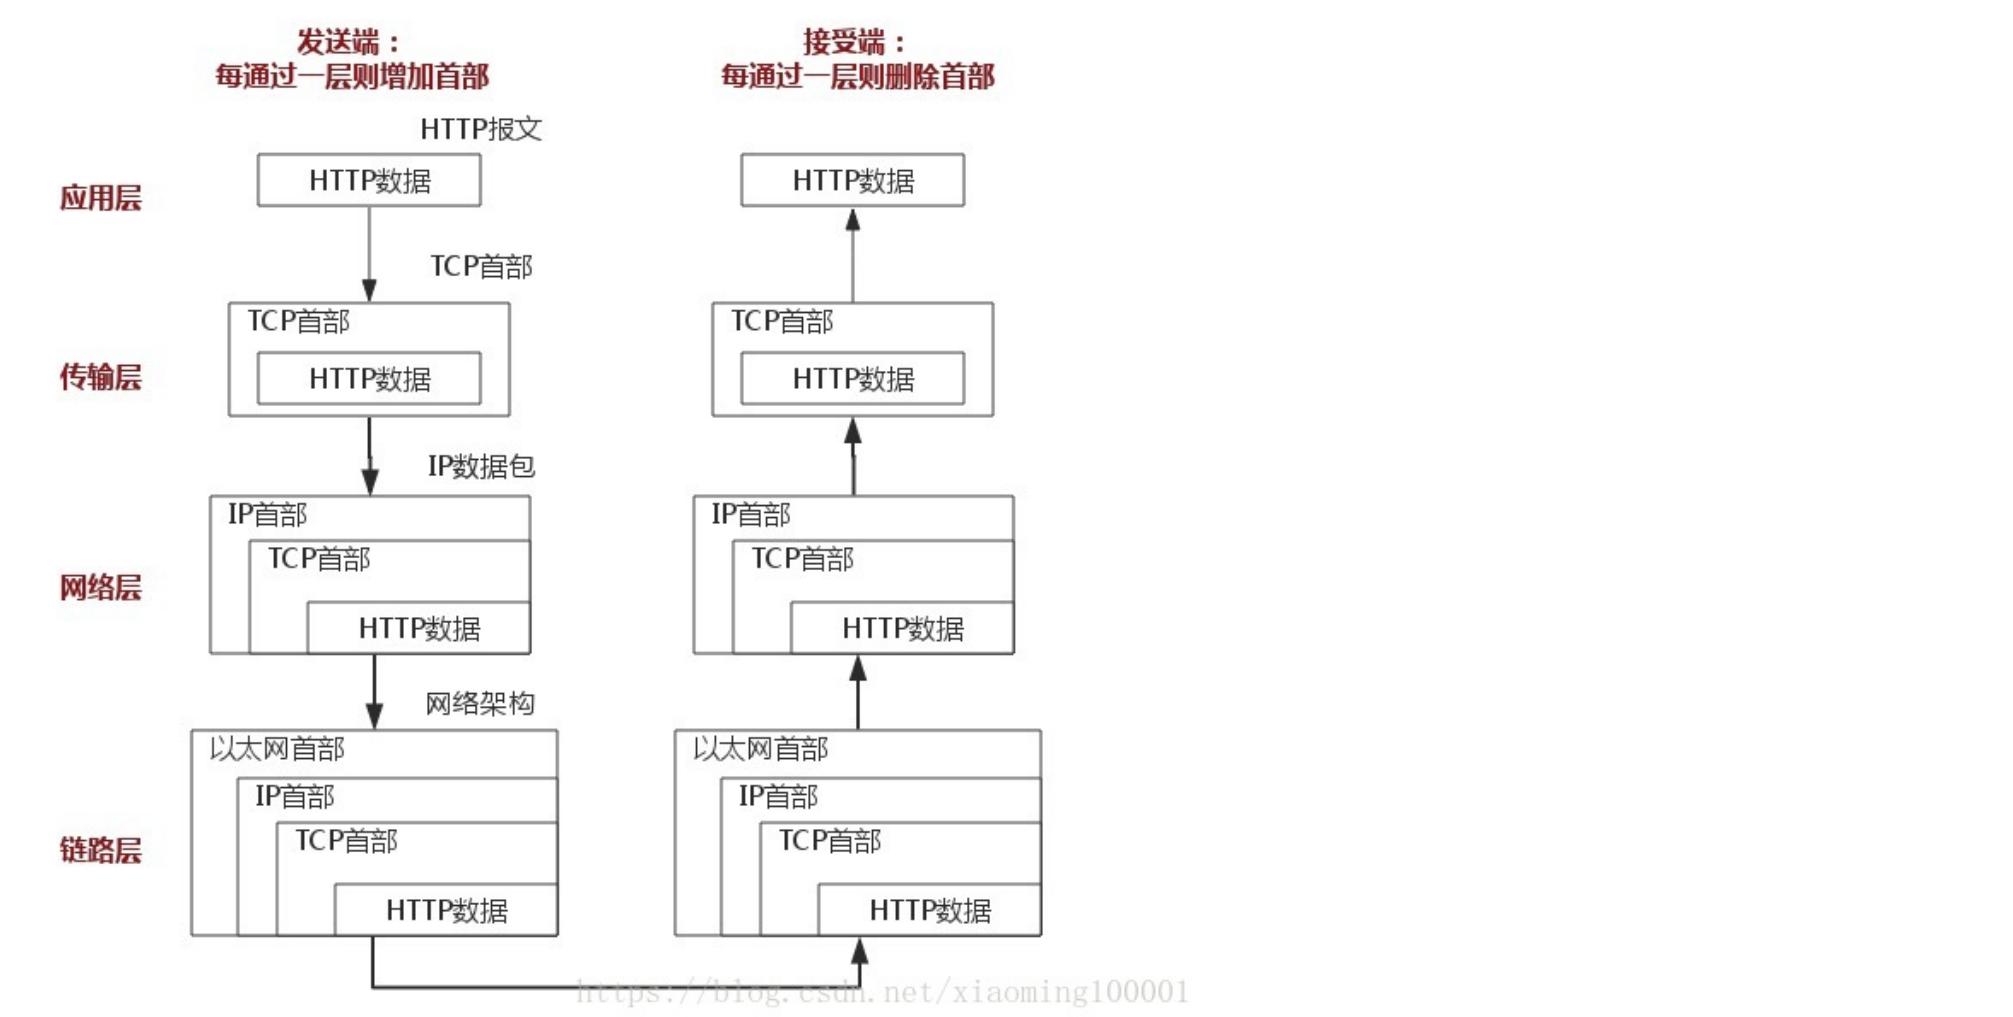 发送端：
每通过一层则增加首部
接受端：
每通过一层则删除首部
HTTP报文
应用层
HTTP数据
HTTP数据
TCP首部
传输层
TCP首部
HTTP数据
TCP首部
HTTP数据
IP数据包
网络层
IP首部
TCP首部
HTTP数据
IP首部
TCP首部
HTTP数据
网络架构
链路层
以太网首部
IP首部
TCP首部
HTTP数据
以太网首部
IP首部
TCP首部
HTTP数据
https://blog.csdn.net/xiaoming100001